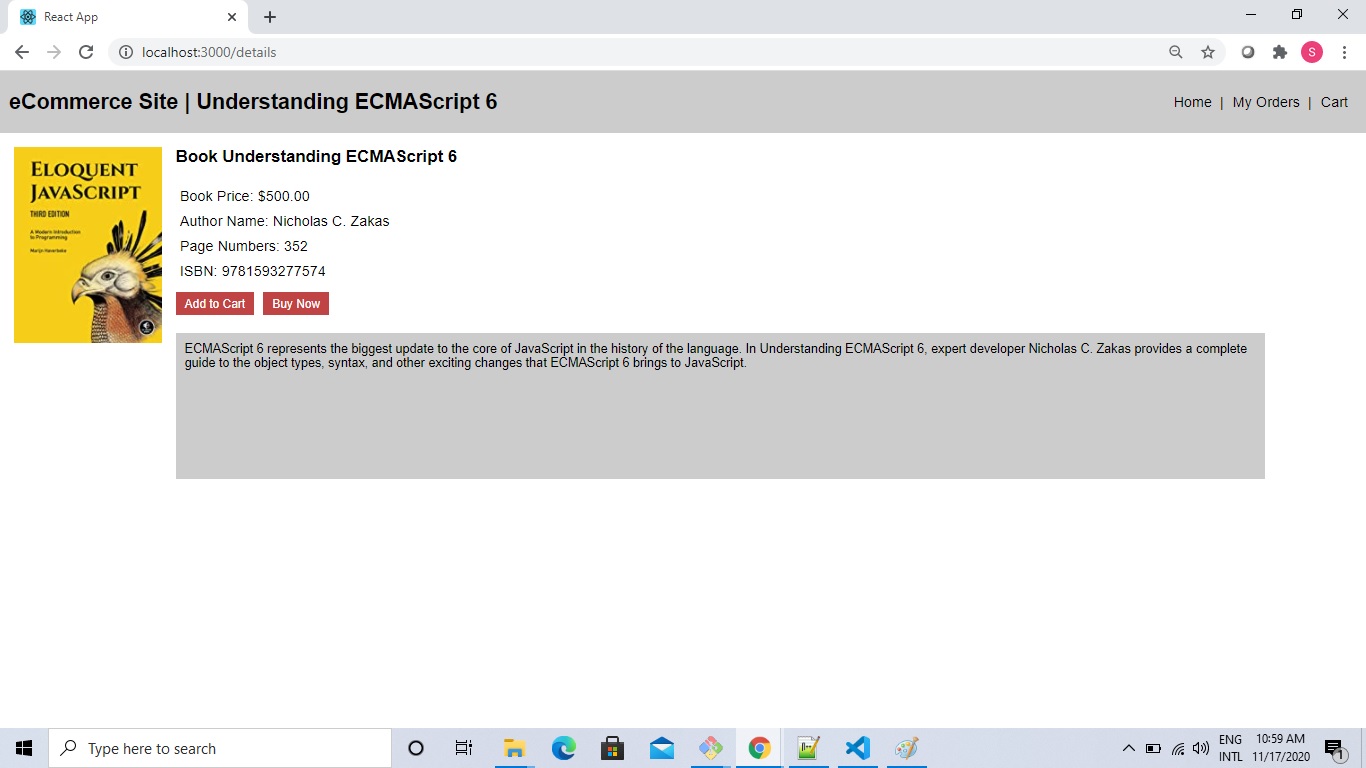 React App
localhost:3000/details
S
eCommerce Site | Understanding ECMAScript 6
Home | My Orders | Cart
ELOQUENT
JAVASCRIPT
THIRD EDITION
A Modern Introduction
to Programming
Marijn Haverbeke
Book Understanding ECMAScript 6
Book Price: $500.00
Author Name: Nicholas C. Zakas
Page Numbers: 352
ISBN: 9781593277574
Add to Cart
Buy Now
ECMAScript 6 represents the biggest update to the core of JavaScript in the history of the language. In Understanding ECMAScript 6, expert developer Nicholas C. Zakas provides a complete
guide to the object types, syntax, and other exciting changes that ECMAScript 6 brings to JavaScript.
Type here to search
ENG
INTL
10:59 AM
11/17/2020
1